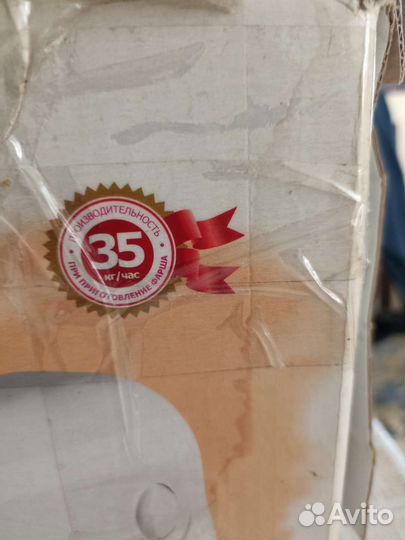 ПРОИЗВОДИТЕЛЬНОСТЬ
35
кг/час
ПРИ ПРИГОТОВЛЕНИЕ ФАРША
Avito